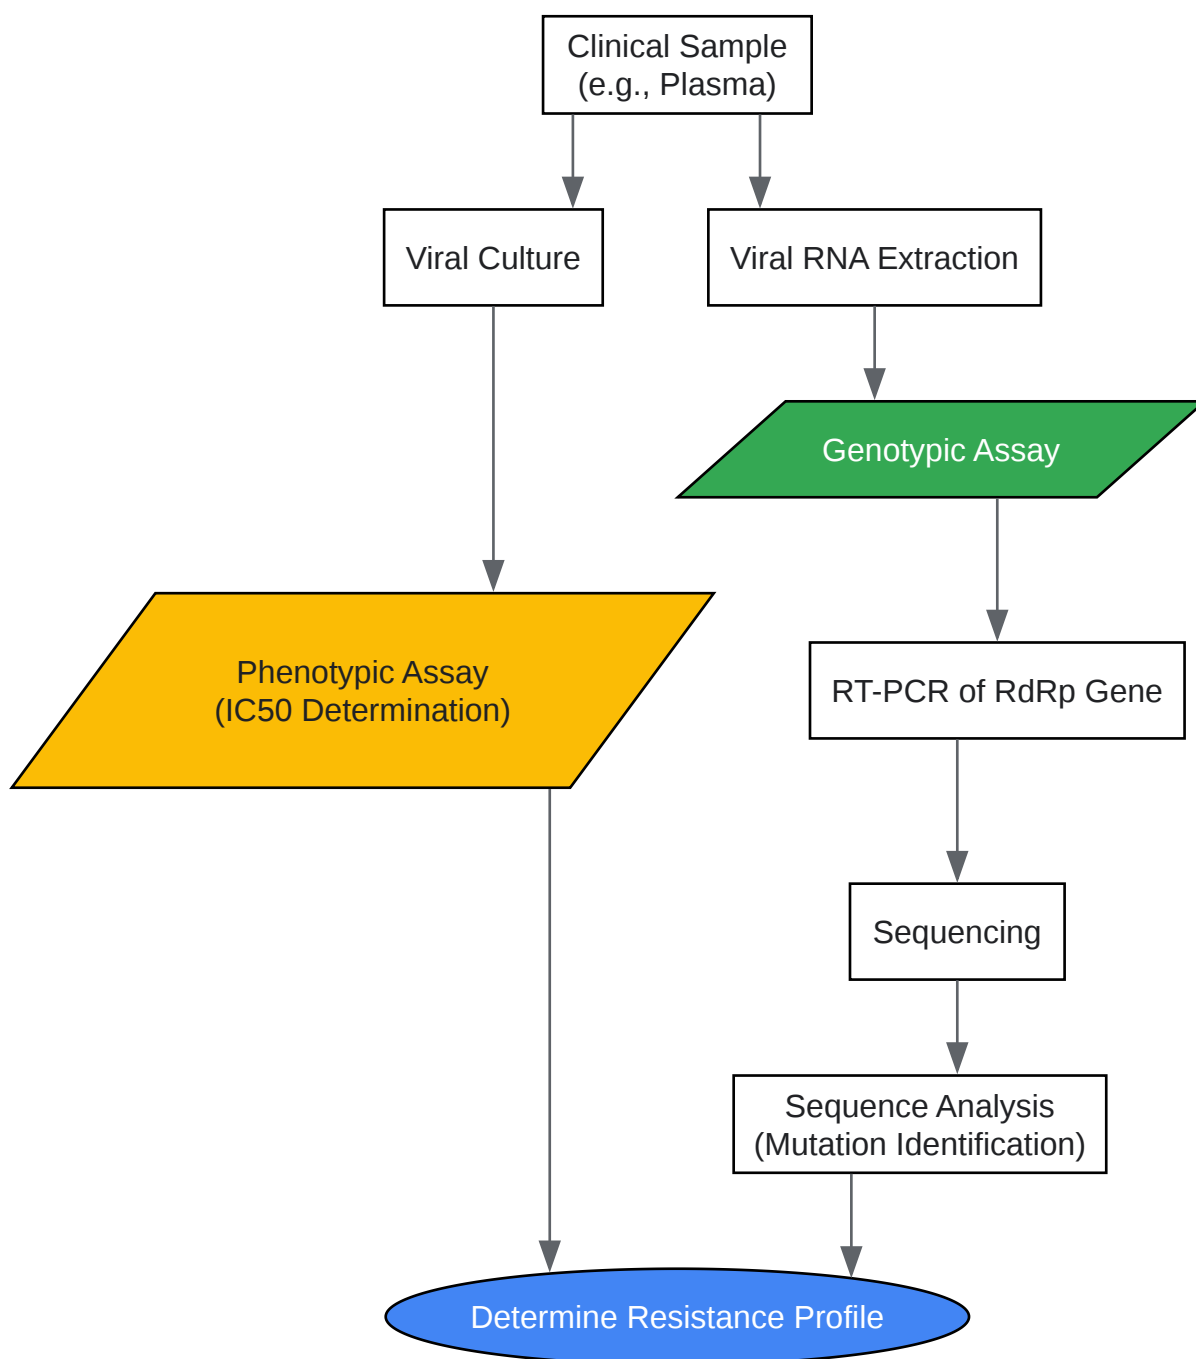 Clinical Sample
(e.g., Plasma)
Viral Culture
Viral RNA Extraction
Genotypic Assay
Phenotypic Assay
(IC50 Determination)
RT-PCR of RdRp Gene
Sequencing
Sequence Analysis
(Mutation Identification)
Determine Resistance Profile